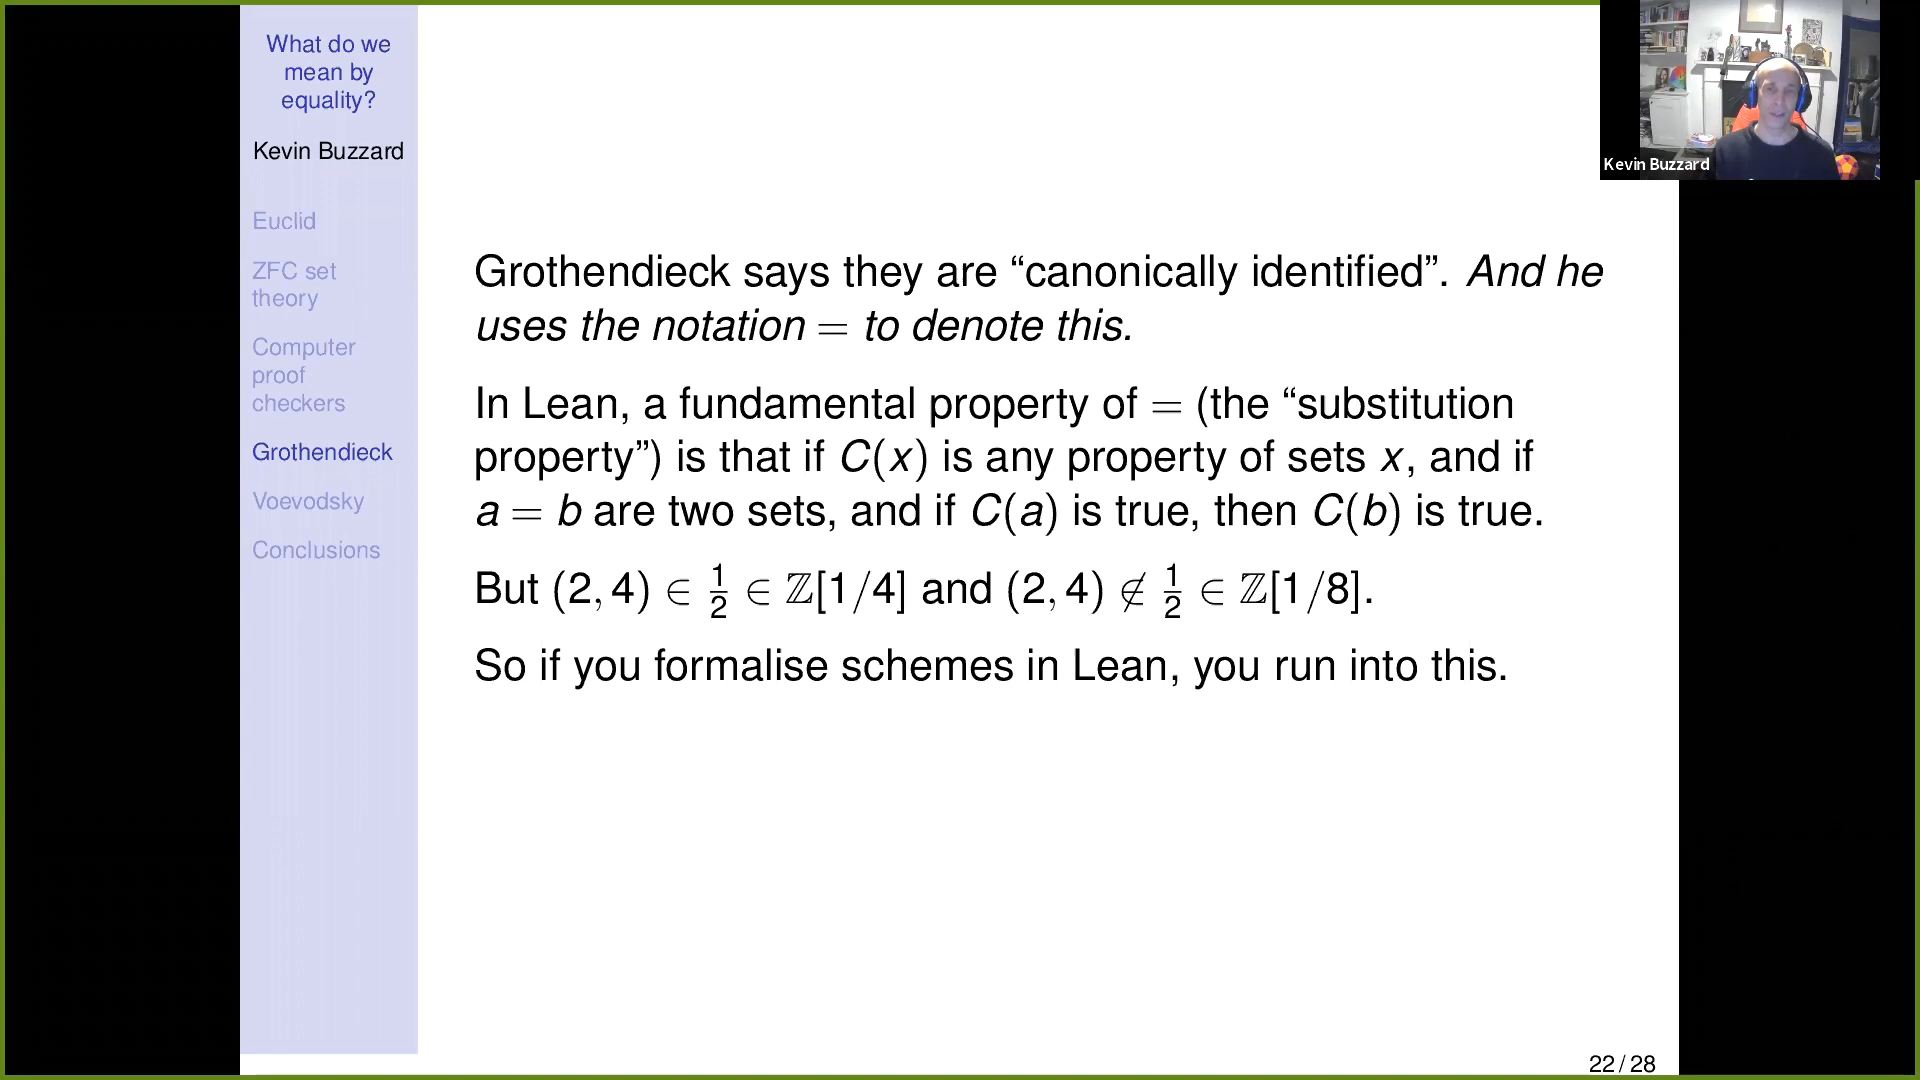 What do we
mean by
equality?
Kevin Buzzard
Euclid
ZFC set
theory
Computer
proof
checkers
Grothendieck
Voevodsky
Conclusions
Grothendieck says they are “canonically identified”. And he
uses the notation = to denote this.
In Lean, a fundamental property of = (the “substitution
property”) is that if C(x) is any property of sets x, and if
a = b are two sets, and if C(a) is true, then C(b) is true.
But (2, 4) ∈ 1/2 ∈ ℤ[1/4] and (2, 4) ∉ 1/2 ∈ ℤ[1/8].
So if you formalise schemes in Lean, you run into this.
22 / 28
Kevin Buzzard